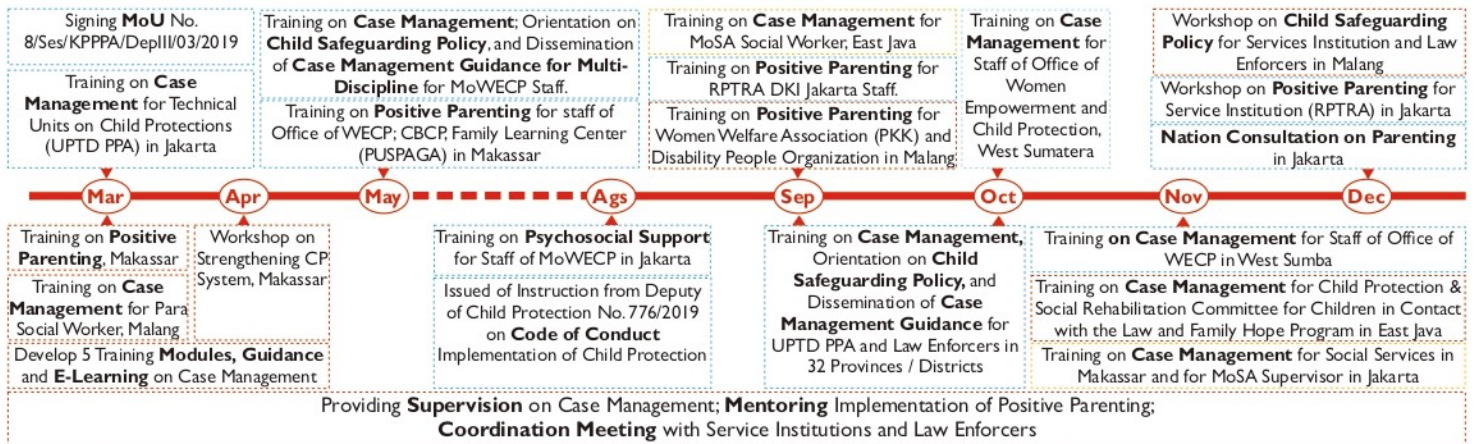 Signing MoU No.
8/Ses/KPPPA/DepIII/03/2019
Training on Case
Management for Technical
Units on Child Protections
(UPTD PPA) in Jakarta
Training on Case Management; Orientation on
Child Safeguarding Policy, and Dissemination
of Case Management Guidance for Multi-
Discipline for MoWECP Staff.
Training on Positive Parenting for staff of
Office of WECP; CBCP, Family Learning Center
(PUSPAGA) in Makassar
Training on Case Management for
MoSA Social Worker, East Java
Training on Positive Parenting for
RPTRA DKI Jakarta Staff.
Training on Positive Parenting for
Women Welfare Association (PKK) and
Disability People Organization in Malang
Training on Case
Management for
Staff of Office of
Women
Empowerment and
Child Protection,
West Sumatera
Workshop on Child Safeguarding
Policy for Services Institution and Law
Enforcers in Malang
Workshop on Positive Parenting for
Service Institution (RPTRA) in Jakarta
Nation Consultation on Parenting
in Jakarta
Mar Apr May Ags Sep Oct Nov Dec
Training on Positive
Parenting, Makassar
Training on Case
Management for Para
Social Worker, Malang
Workshop on
Strengthening CP
System, Makassar
Develop 5 Training Modules, Guidance
and E-Learning on Case Management
Training on Psychosocial Support
for Staff of MoWECP in Jakarta
Issued of Instruction from Deputy
of Child Protection No. 776/2019
on Code of Conduct
Implementation of Child Protection
Training on Case Management,
Orientation on Child
Safeguarding Policy, and
Dissemination of Case
Management Guidance for
UPTD PPA and Law Enforcers in
32 Provinces / Districts
Training on Case Management for Staff of Office of
WECP in West Sumba
Training on Case Management for Child Protection &
Social Rehabilitation Committee for Children in Contact
with the Law and Family Hope Program in East Java
Training on Case Management for Social Services in
Makassar and for MoSA Supervisor in Jakarta
Providing Supervision on Case Management; Mentoring Implementation of Positive Parenting;
Coordination Meeting with Service Institutions and Law Enforcers